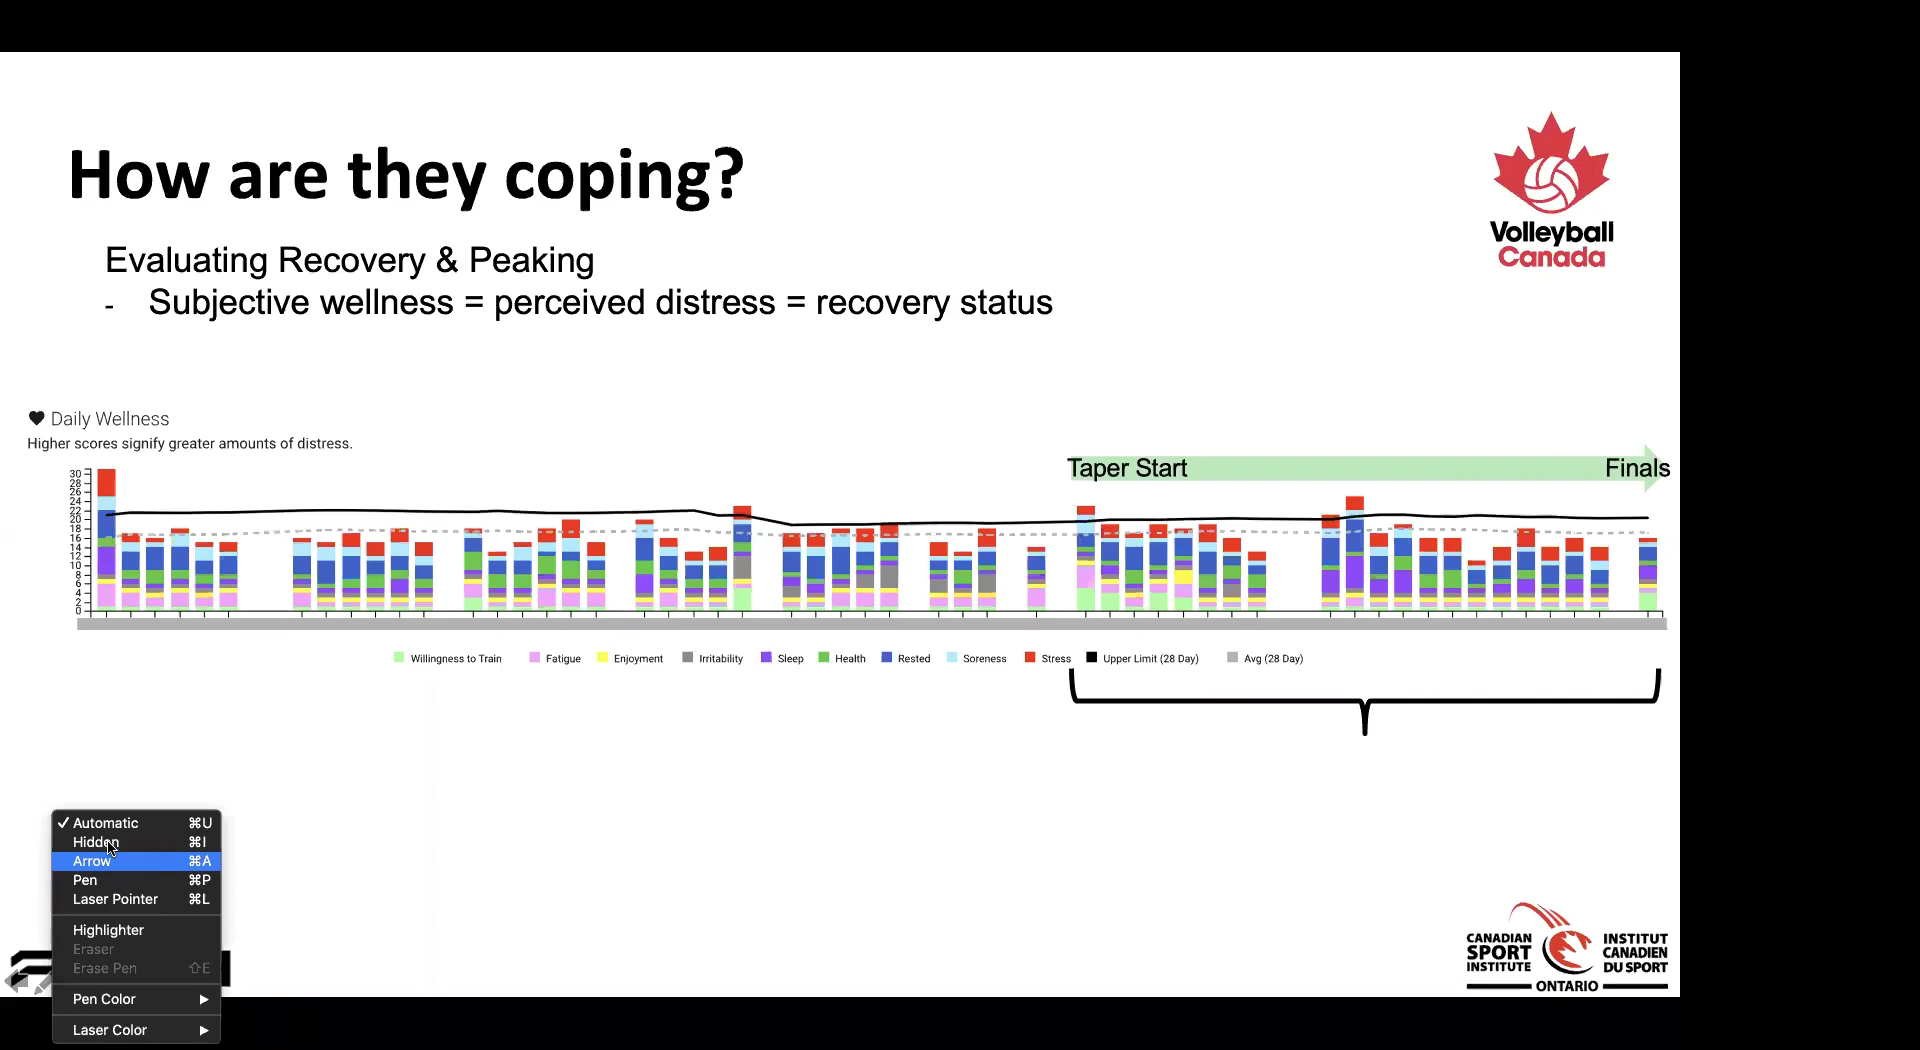 How are they coping?
Volleyball
Canada
Evaluating Recovery & Peaking
- Subjective wellness = perceived distress = recovery status
Daily Wellness
Higher scores signify greater amounts of distress.
Taper Start
Finals
30
28
26
24
22
20
18
16
14
12
10
8
6
4
2
0
Willingness to Train Fatigue Enjoyment Irritability Sleep Health Rested Soreness Stress Upper Limit (28 Day) Avg (28 Day)
✓ Automatic ⌘U
Hidden ⌘I
Arrow ⌘A
Pen ⌘P
Laser Pointer ⌘L
Highlighter
Eraser
Erase Pen ⇧E
Pen Color ▶
Laser Color ▶
CANADIAN
SPORT
INSTITUTE
INSTITUT
CANADIEN
DU SPORT
ONTARIO